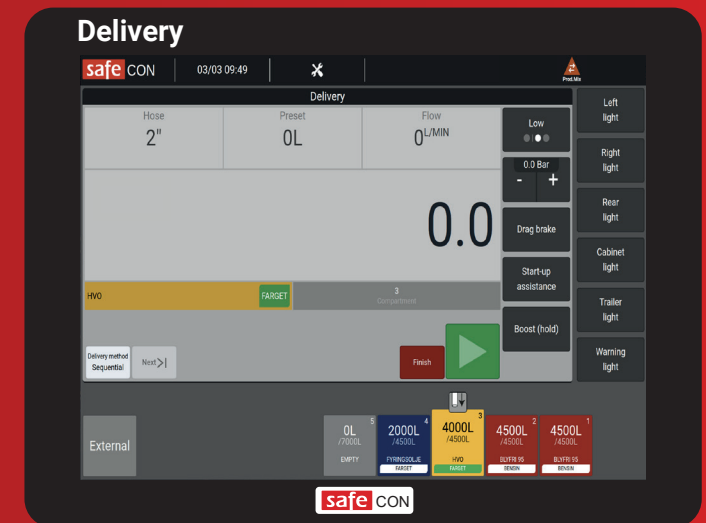 Delivery
safe CON
03/03 09:49
Prod.Mix
Delivery
Hose
2"
Preset
0L
Flow
0L/MIN
0.0
Low
0.0 Bar
- +
Drag brake
Start-up
assistance
Boost (hold)
HVO
FARGET
3
Compartment
Delivery method
Sequential
Next
Finish
Left
light
Right
light
Rear
light
Cabinet
light
Trailer
light
Warning
light
External
5
0L
/7000L
EMPTY
4
2000L
/4500L
FYRINGSOLJE
FARGET
3
4000L
/4500L
HVO
FARGET
2
4500L
/4500L
BLYFRI 95
BENSIN
1
4500L
/4500L
BLYFRI 95
BENSIN
safe CON